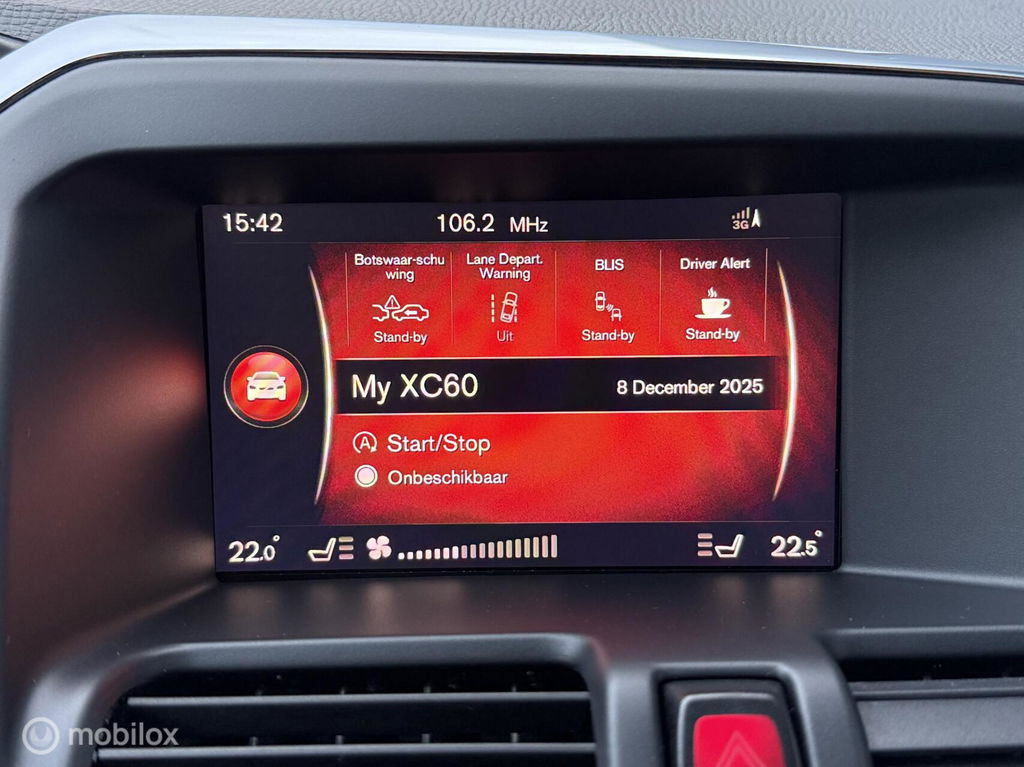 15:42 106.2 MHz 3G
Botswaar-schu Lane Depart. BLIS Driver Alert
wing Warning
Stand-by Uit Stand-by Stand-by
My XC60 8 December 2025
A Start/Stop
Onbeschikbaar
22.0° 22.5°
mobilox